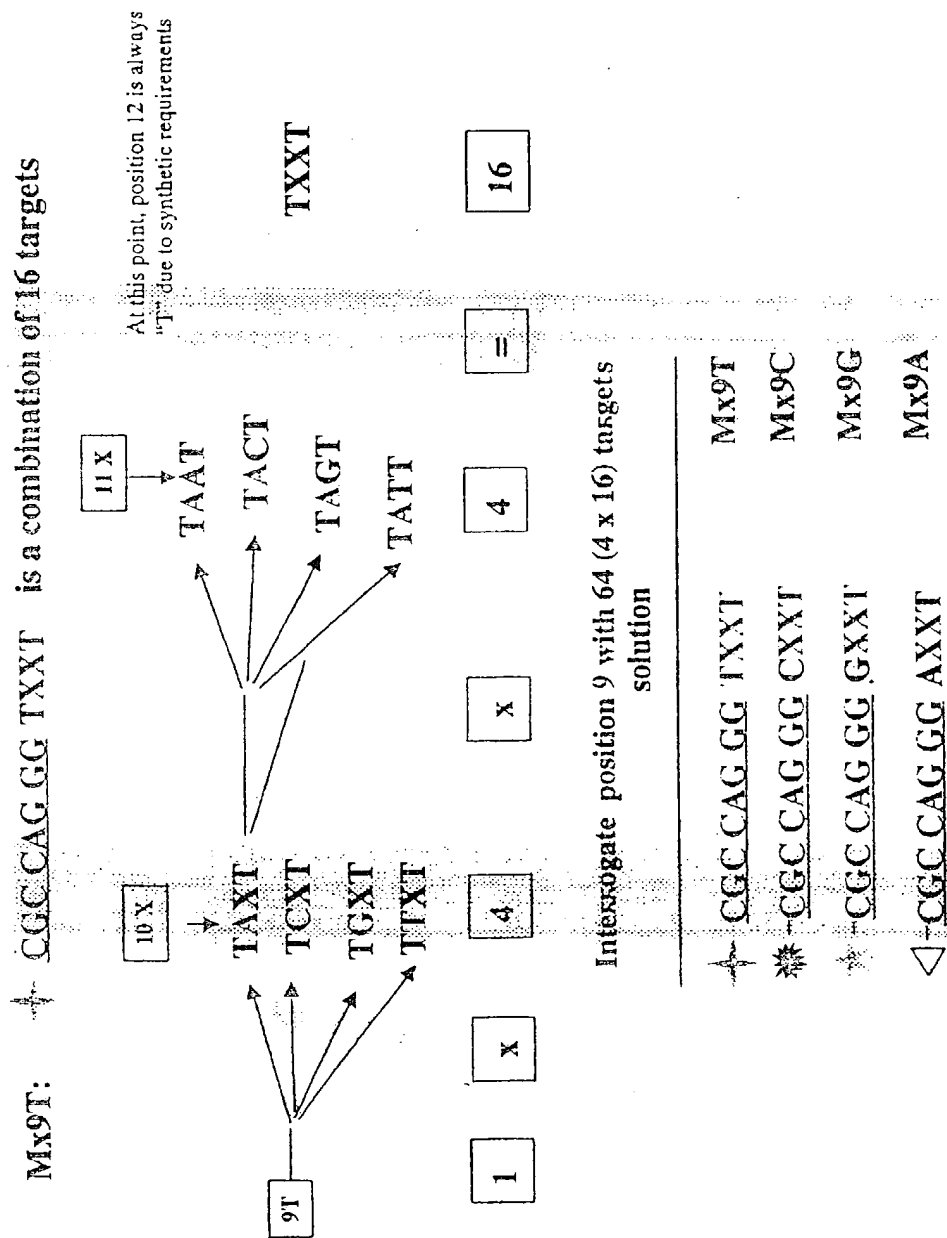 Mx9T: CGC CAG GG TXXT is a combination of 16 targets
At this point, position 12 is always
"T" due to synthetic requirements
10 X
11 X
9T
TAXT
TCXT
TGXT
TTXT
TAAT
TACT
TAGT
TATT
TXXT
1 x 4 x 4 = 16
Interrogate position 9 with 64 (4 x 16) targets
solution
CGC CAG GG TXXT Mx9T
CGC CAG GG CXXT Mx9C
CGC CAG GG GXXT Mx9G
CGC CAG GG AXXT Mx9A